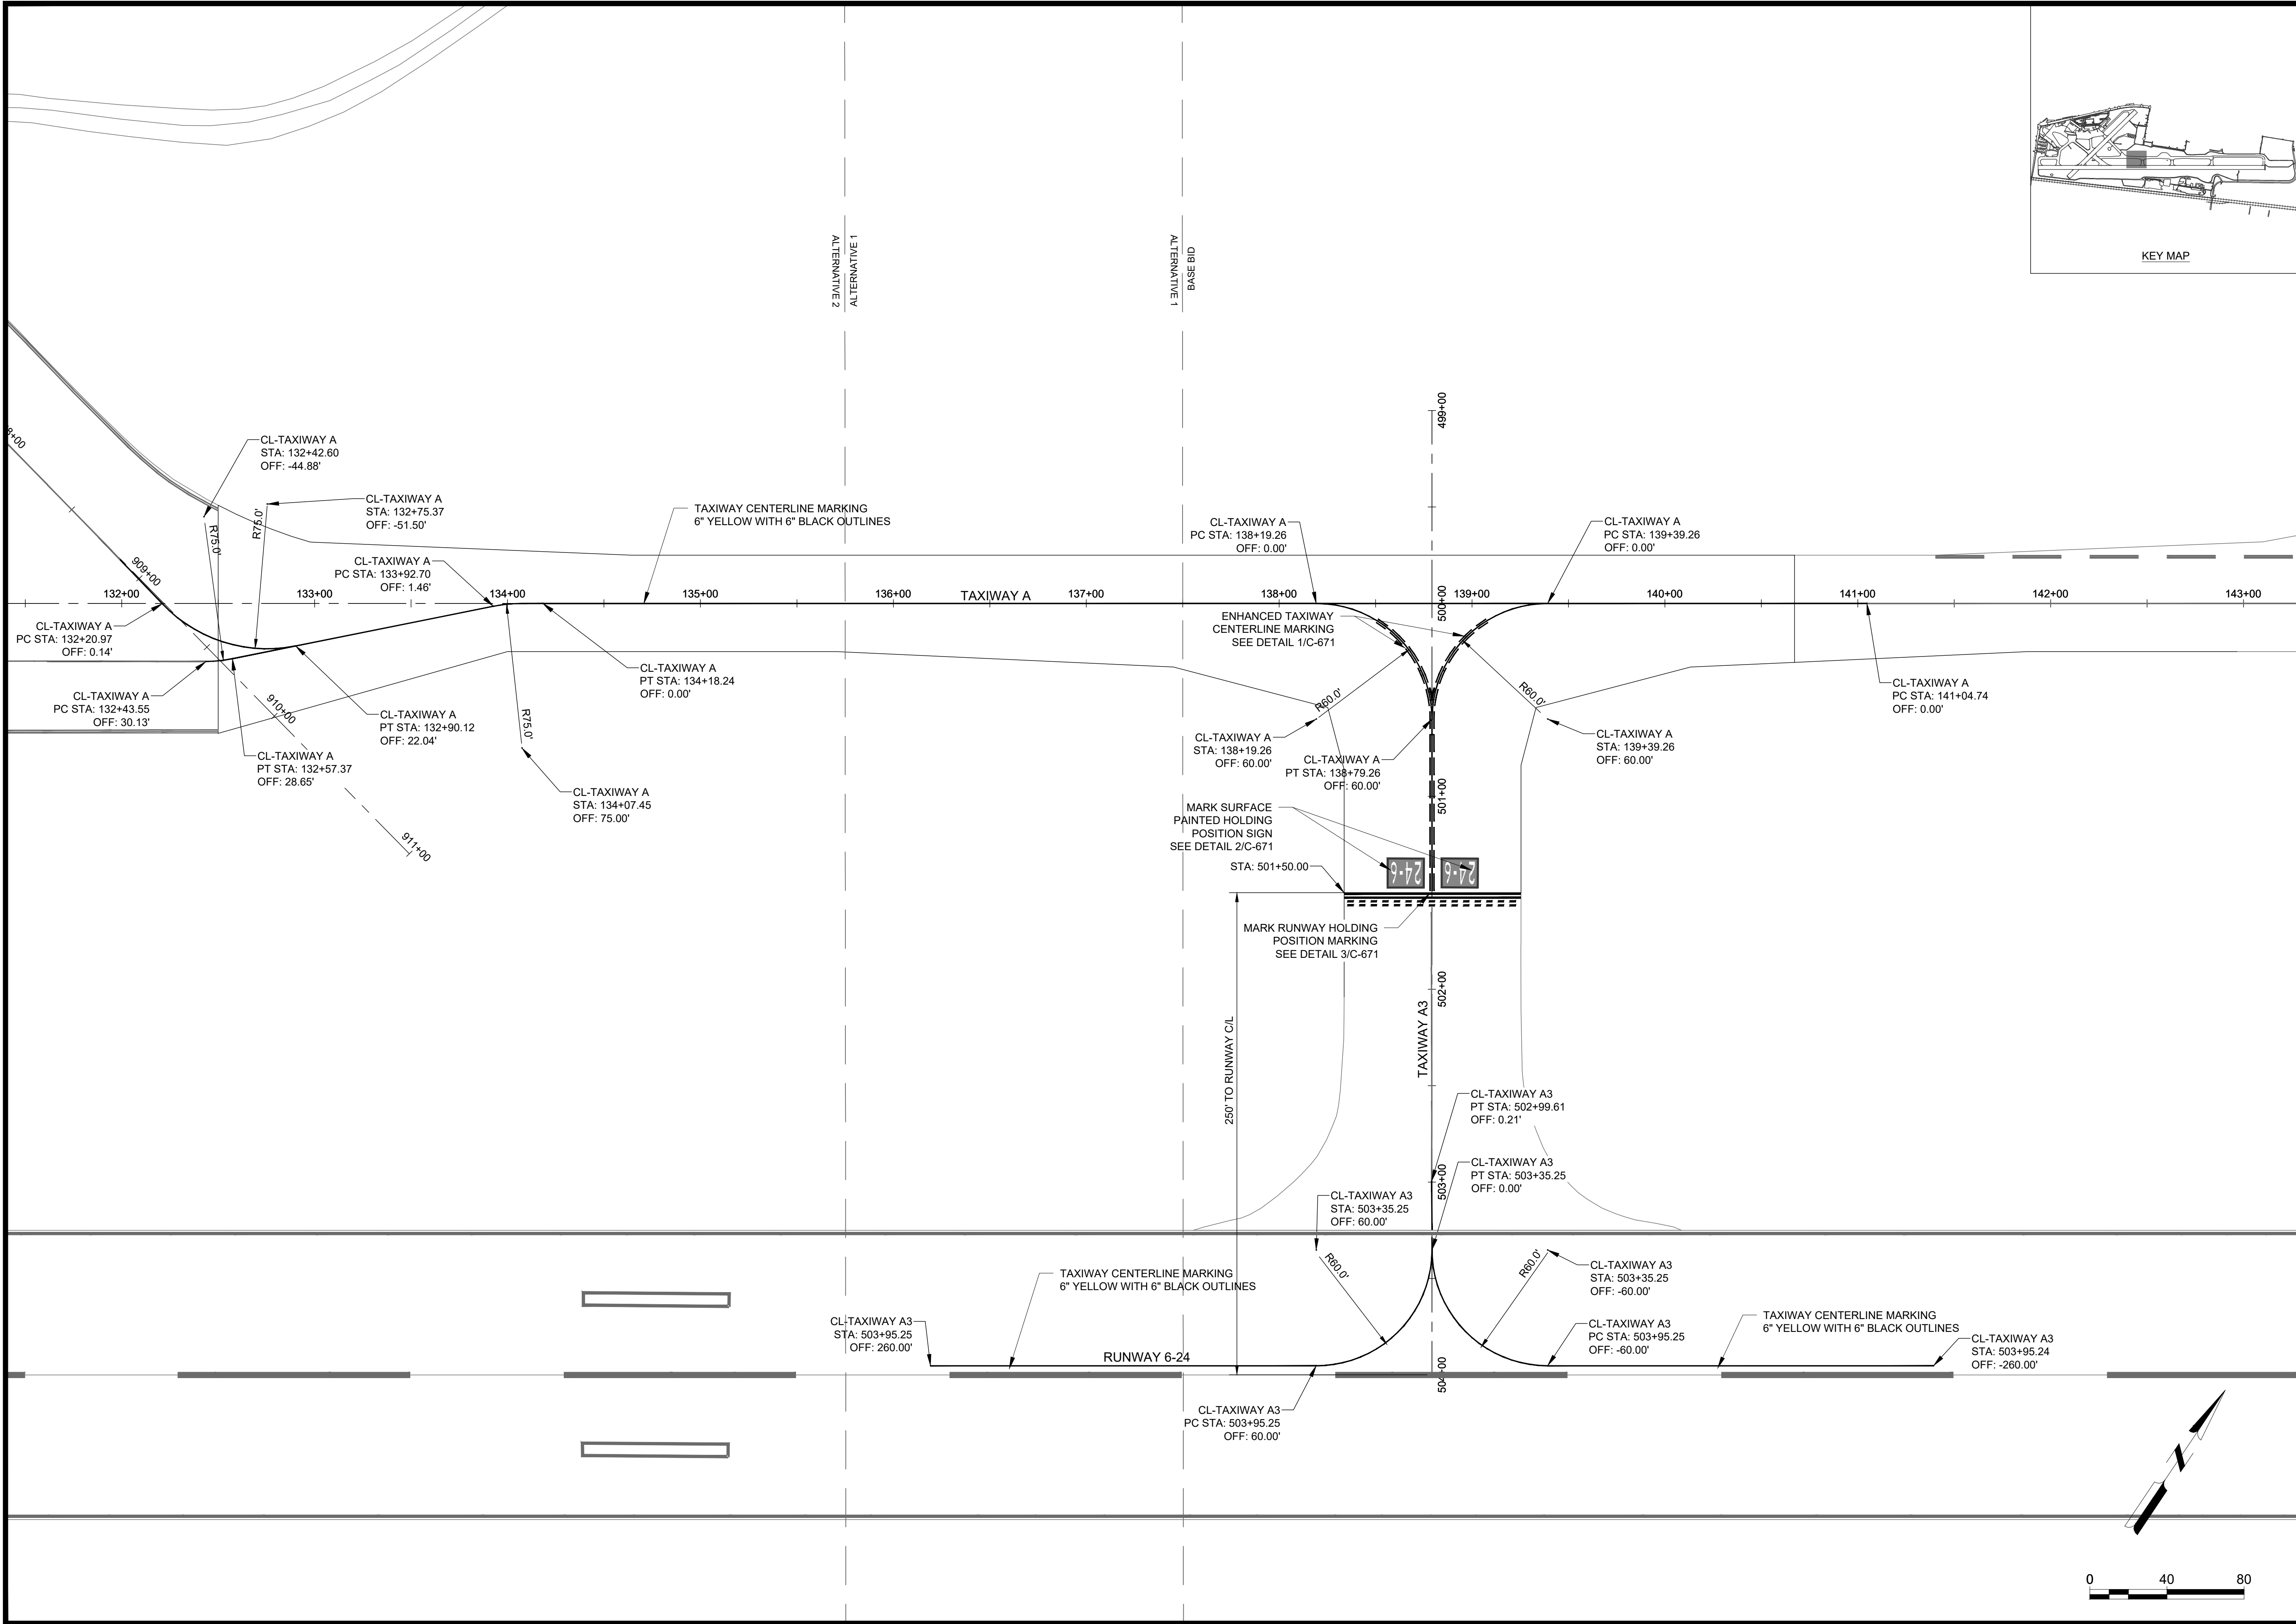 KEY MAP
ALTERNATIVE 2
ALTERNATIVE 1
ALTERNATIVE 1
BASE BID
499+00
CL-TAXIWAY A
STA: 132+42.60
OFF: -44.88'
CL-TAXIWAY A
STA: 132+75.37
OFF: -51.50'
R75.0'
R75.0'
TAXIWAY CENTERLINE MARKING
6" YELLOW WITH 6" BLACK OUTLINES
CL-TAXIWAY A
PC STA: 138+19.26
OFF: 0.00'
CL-TAXIWAY A
PC STA: 139+39.26
OFF: 0.00'
CL-TAXIWAY A
PC STA: 133+92.70
OFF: 1.46'
909+00
132+00
133+00
134+00
135+00
136+00
TAXIWAY A
137+00
138+00
500+00
139+00
140+00
141+00
142+00
143+00
CL-TAXIWAY A
PC STA: 132+20.97
OFF: 0.14'
ENHANCED TAXIWAY
CENTERLINE MARKING
SEE DETAIL 1/C-671
CL-TAXIWAY A
PT STA: 134+18.24
OFF: 0.00'
CL-TAXIWAY A
PC STA: 141+04.74
OFF: 0.00'
CL-TAXIWAY A
PC STA: 132+43.55
OFF: 30.13'
910+00
CL-TAXIWAY A
PT STA: 132+90.12
OFF: 22.04'
R75.0'
R60.0'
R60.0'
CL-TAXIWAY A
STA: 138+19.26
OFF: 60.00'
CL-TAXIWAY A
STA: 139+39.26
OFF: 60.00'
CL-TAXIWAY A
PT STA: 132+57.37
OFF: 28.65'
CL-TAXIWAY A
PT STA: 138+79.26
OFF: 60.00'
CL-TAXIWAY A
STA: 134+07.45
OFF: 75.00'
501+00
911+00
MARK SURFACE
PAINTED HOLDING
POSITION SIGN
SEE DETAIL 2/C-671
STA: 501+50.00
24-6
24-6
MARK RUNWAY HOLDING
POSITION MARKING
SEE DETAIL 3/C-671
502+00
250' TO RUNWAY C/L
TAXIWAY A3
CL-TAXIWAY A3
PT STA: 502+99.61
OFF: 0.21'
CL-TAXIWAY A3
PT STA: 503+35.25
OFF: 0.00'
503+00
CL-TAXIWAY A3
STA: 503+35.25
OFF: 60.00'
R60.0'
R60.0'
CL-TAXIWAY A3
STA: 503+35.25
OFF: -60.00'
TAXIWAY CENTERLINE MARKING
6" YELLOW WITH 6" BLACK OUTLINES
CL-TAXIWAY A3
STA: 503+95.25
OFF: 260.00'
RUNWAY 6-24
CL-TAXIWAY A3
PC STA: 503+95.25
OFF: -60.00'
TAXIWAY CENTERLINE MARKING
6" YELLOW WITH 6" BLACK OUTLINES
CL-TAXIWAY A3
STA: 503+95.24
OFF: -260.00'
504+00
CL-TAXIWAY A3
PC STA: 503+95.25
OFF: 60.00'
N
0 40 80